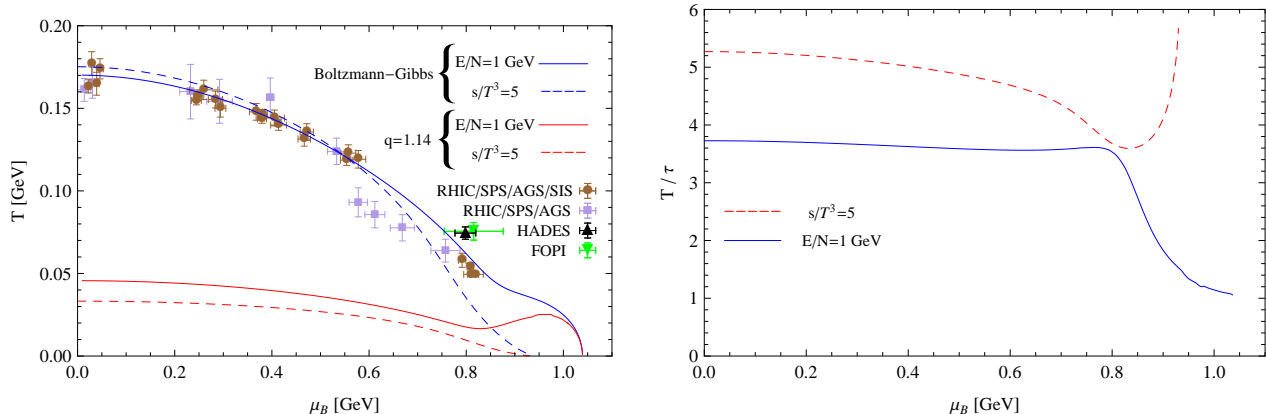 0.20
0.15
0.10
0.05
0.00
T [GeV]
0.0 0.2 0.4 0.6 0.8 1.0
μB [GeV]
Boltzmann−Gibbs { E/N=1 GeV
s/T³=5
q=1.14 { E/N=1 GeV
s/T³=5
RHIC/SPS/AGS/SIS
RHIC/SPS/AGS
HADES
FOPI
6
5
4
3
2
1
0
T / τ
s/T³=5
E/N=1 GeV
0.0 0.2 0.4 0.6 0.8 1.0
μB [GeV]